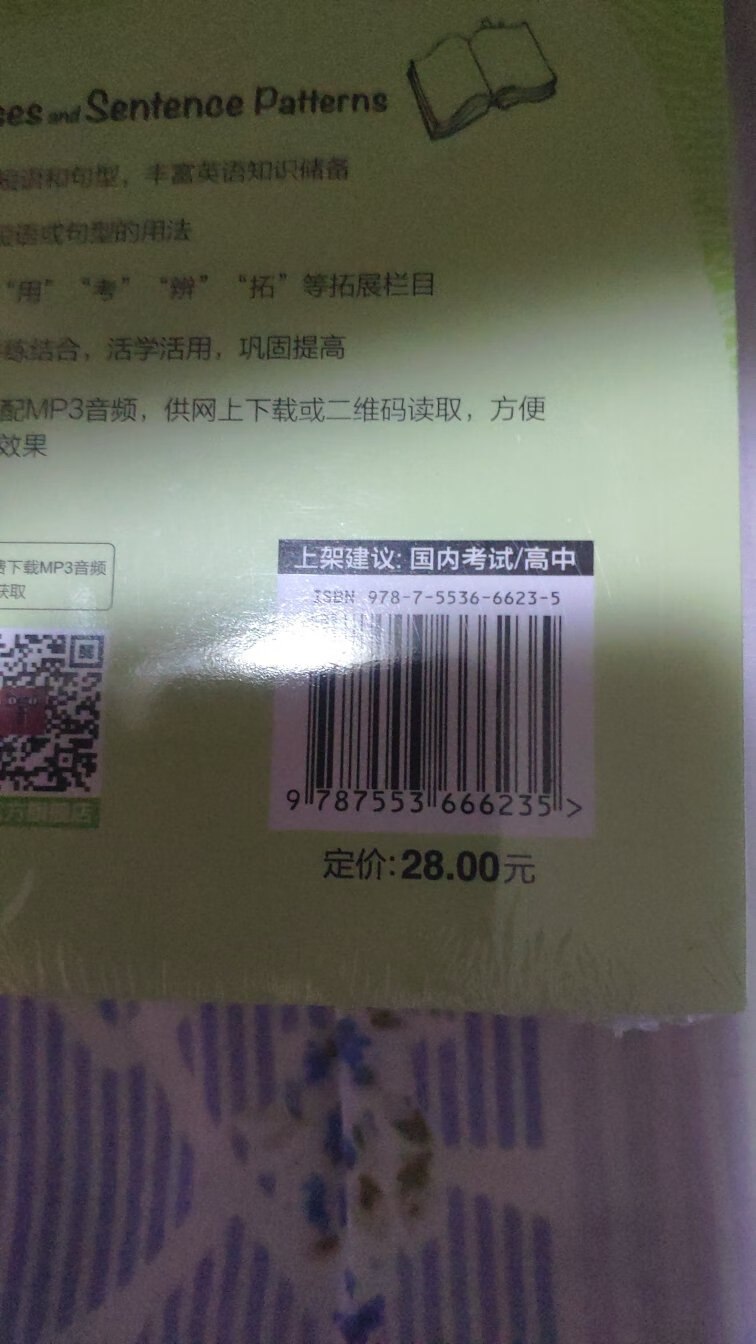 ses and Sentence Patterns
短语和句型，丰富英语知识储备
短语或句型的用法
“用” “考” “辨” “拓”等拓展栏目
练结合，活学活用，巩固提高
配MP3音频，供网上下载或二维码读取，方便
效果
费下载MP3音频
获取
上架建议: 国内考试/高中
ISBN 978-7-5536-6623-5
9 787553 666235 >
定价: 28.00元